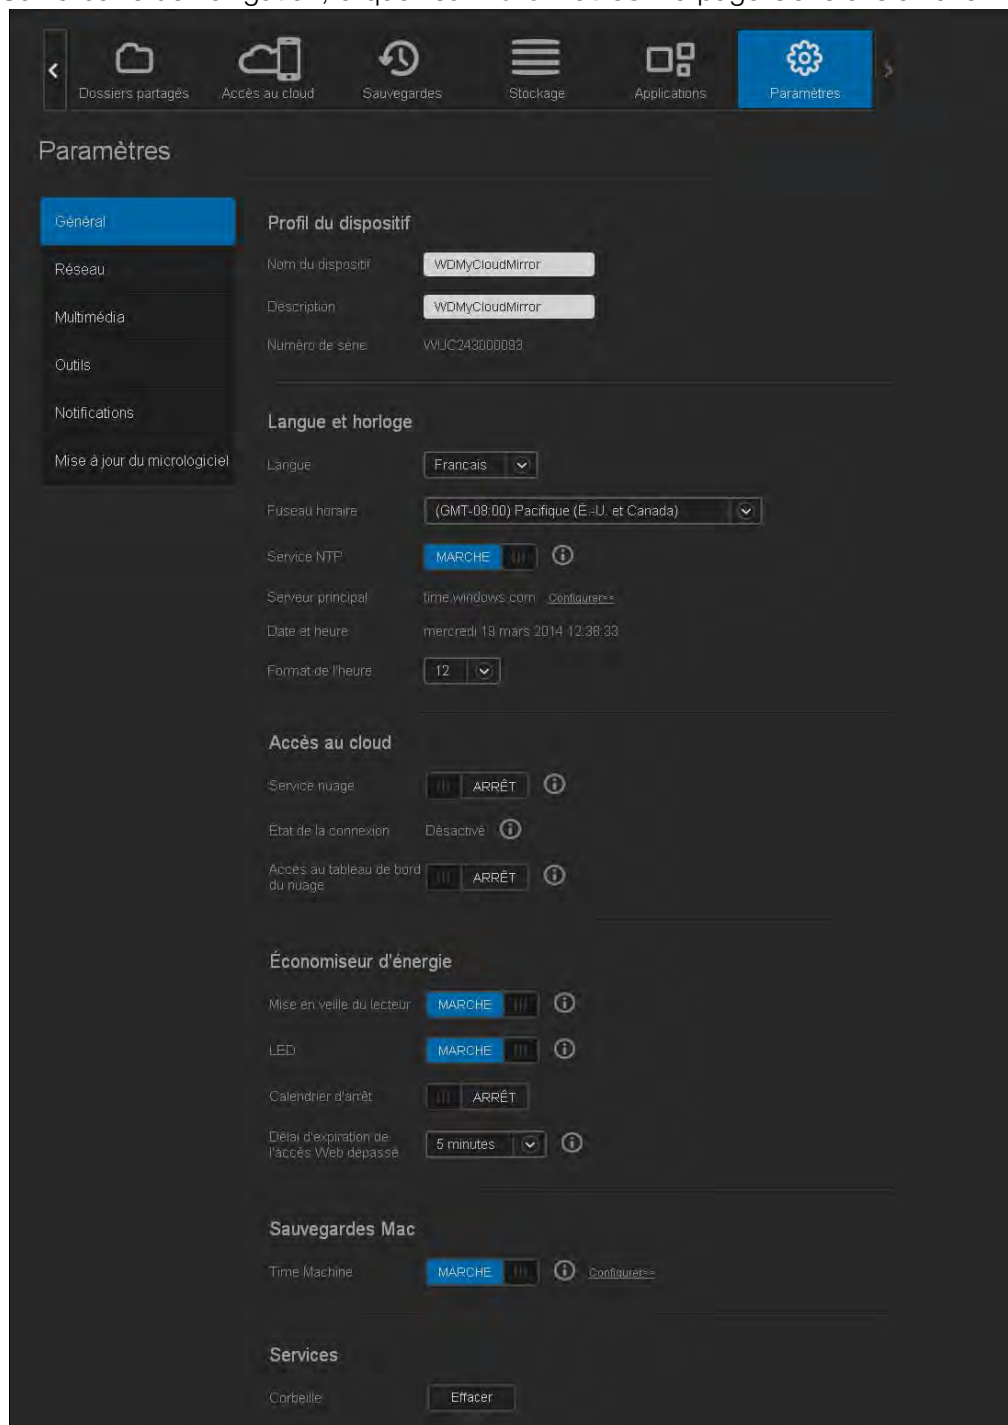 Dossiers partagés
Accès au cloud
Sauvegardes
Stockage
Applications
Paramètres
Paramètres
Général
Réseau
Multimédia
Outils
Notifications
Mise à jour du micrologiciel
Profil du dispositif
Nom du dispositif WDMyCloudMirror
Description WDMyCloudMirror
Numéro de série WUC243000093
Langue et horloge
Langue Francais
Fuseau horaire (GMT-08:00) Pacifique (É.-U. et Canada)
Service NTP MARCHE
Serveur principal time.windows.com Configurer>>
Date et heure mercredi 19 mars 2014 12:38:33
Format de l'heure 12
Accès au cloud
Service nuage ARRÊT
État de la connexion Désactivé
Accès au tableau de bord
du nuage ARRÊT
Économiseur d'énergie
Mise en veille du lecteur MARCHE
LED MARCHE
Calendrier d'arrêt ARRÊT
Délai d'expiration de
l'accès Web dépassé 5 minutes
Sauvegardes Mac
Time Machine MARCHE Configurer>>
Services
Corbeille Effacer